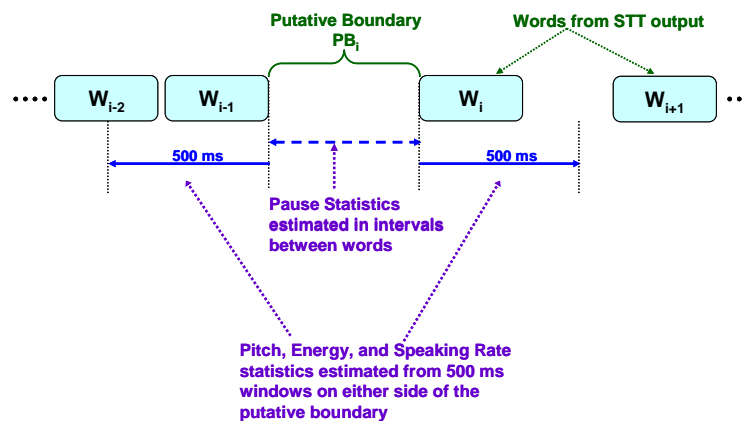 Putative Boundary
PBi
Words from STT output
.... Wi-2 Wi-1 Wi Wi+1 ..
500 ms 500 ms
Pause Statistics
estimated in intervals
between words
Pitch, Energy, and Speaking Rate
statistics estimated from 500 ms
windows on either side of the
putative boundary